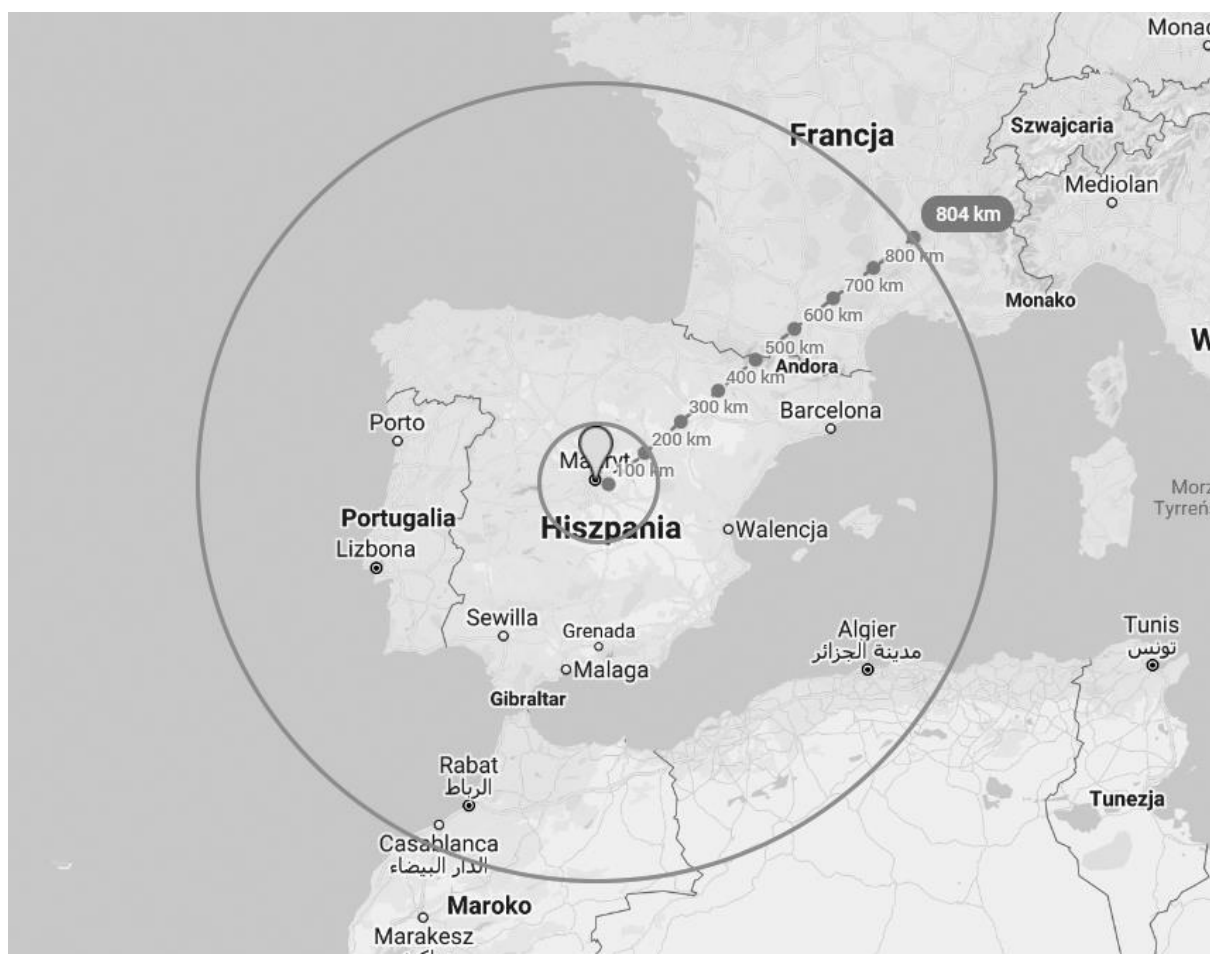 Monac
Francja
Szwajcaria
Mediolan
804 km
800 km
700 km
Monako
600 km
W
500 km
Andora
400 km
Barcelona
300 km
Porto
200 km
100 km
Morz
Tyrreńs
Portugalia
Hiszpania
Walencja
Lizbona
Sewilla
Grenada
Algier
مدينة الجزائر
Tunis
تونس
Malaga
Gibraltar
Rabat
الرباط
Tunezja
Casablanca
الدار البيضاء
Maroko
Marakesz